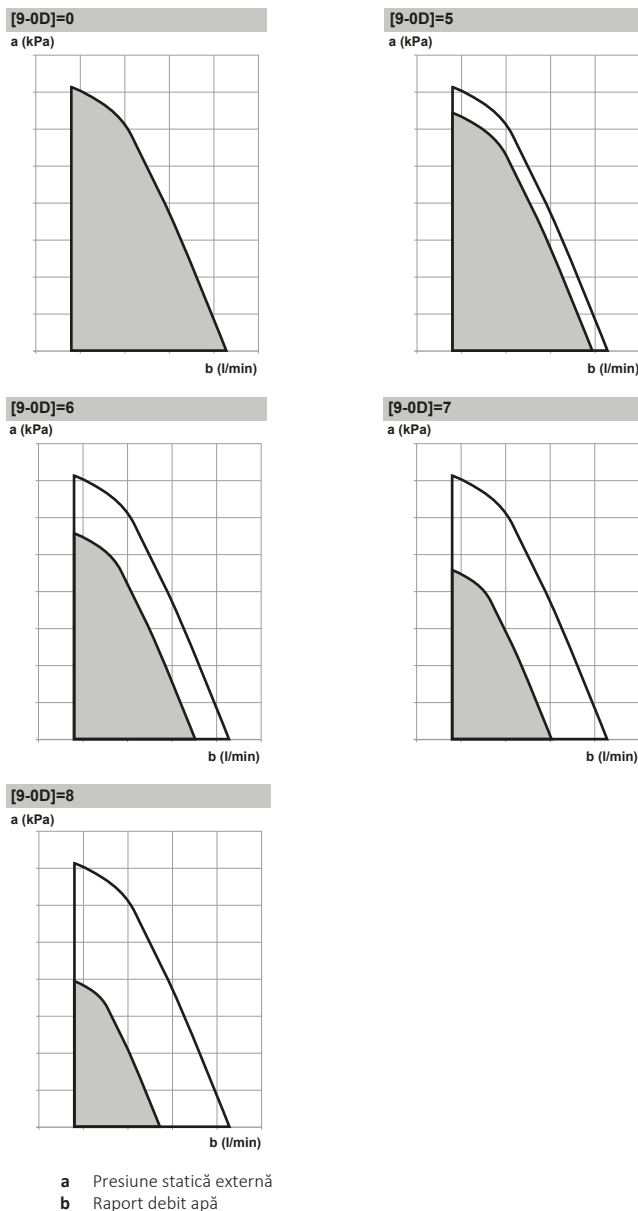 [9-0D]=0
a (kPa)
b (l/min)
[9-0D]=5
a (kPa)
b (l/min)
[9-0D]=6
a (kPa)
b (l/min)
[9-0D]=7
a (kPa)
b (l/min)
[9-0D]=8
a (kPa)
b (l/min)
a Presiune statică externă
b Raport debit apă